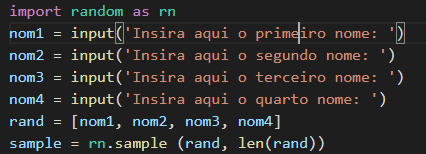 import random as rn
nom1 = input('Insira aqui o primeiro nome: ')
nom2 = input('Insira aqui o segundo nome: ')
nom3 = input('Insira aqui o terceiro nome: ')
nom4 = input('Insira aqui o quarto nome: ')
rand = [nom1, nom2, nom3, nom4]
sample = rn.sample (rand, len(rand))